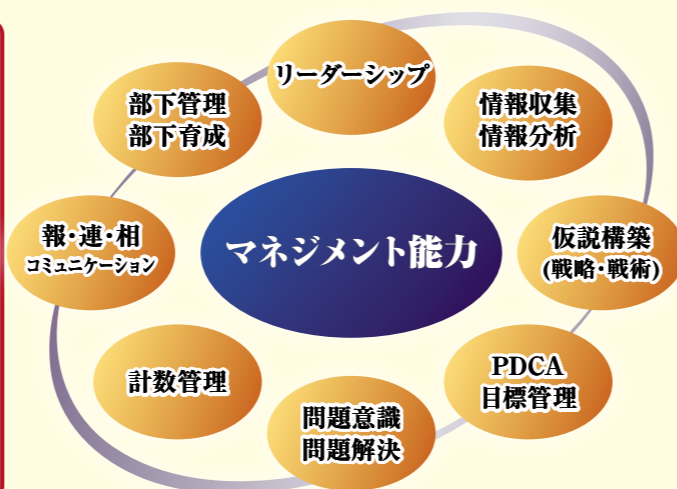 リーダーシップ
部下管理
部下育成
情報収集
情報分析
報・連・相
コミュニケーション
マネジメント能力
仮説構築
(戦略・戦術)
計数管理
PDCA
目標管理
問題意識
問題解決